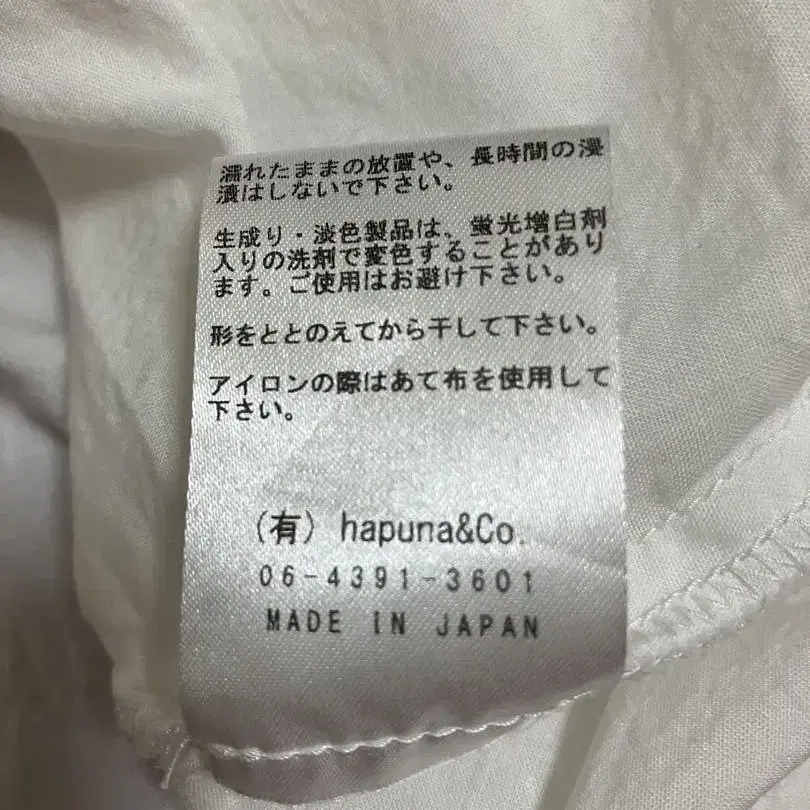 濡れたままの放置や、長時間の浸
漬はしないで下さい。
生成り・淡色製品は、蛍光増白剤
入りの洗剤で変色することがあり
ます。ご使用はお避け下さい。
形をととのえてから干して下さい。
アイロンの際はあて布を使用して
下さい。
(有) hapuna&Co.
06-4391-3601
MADE IN JAPAN